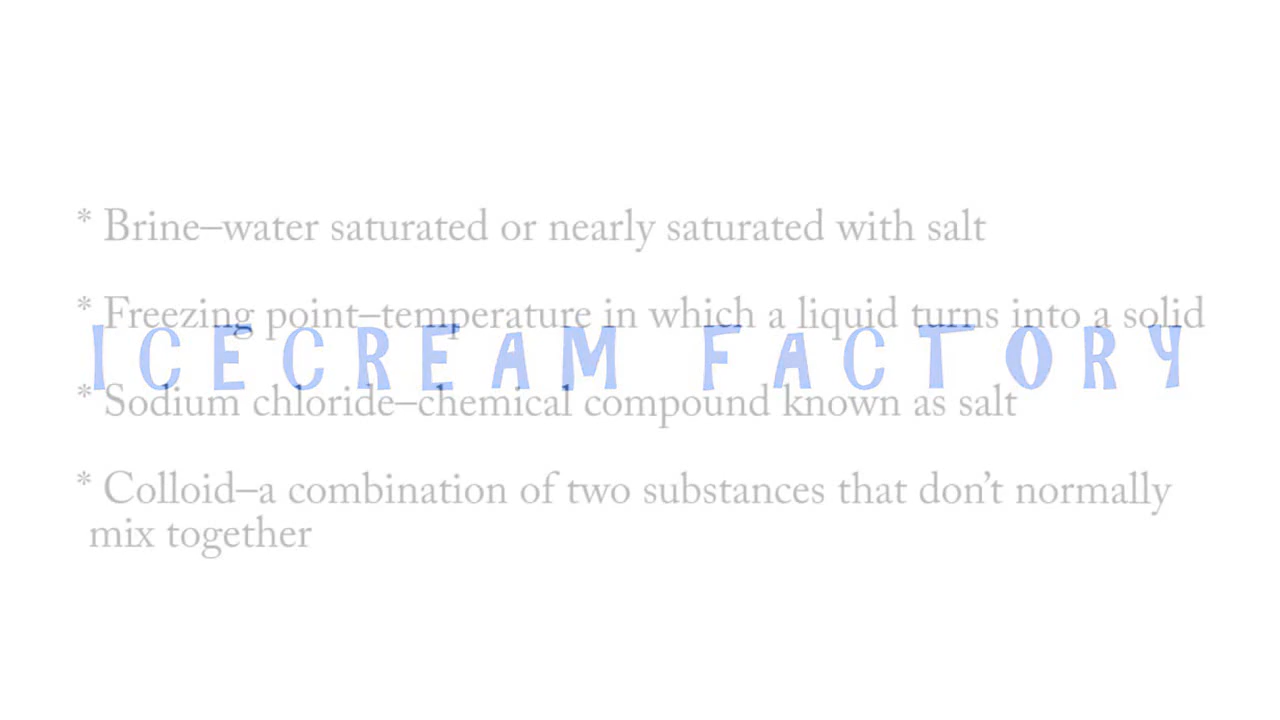 * Brine–water saturated or nearly saturated with salt
* Freezing point–temperature in which a liquid turns into a solid
ICECREAM FACTORY
* Sodium chloride–chemical compound known as salt
* Colloid–a combination of two substances that don't normally
mix together